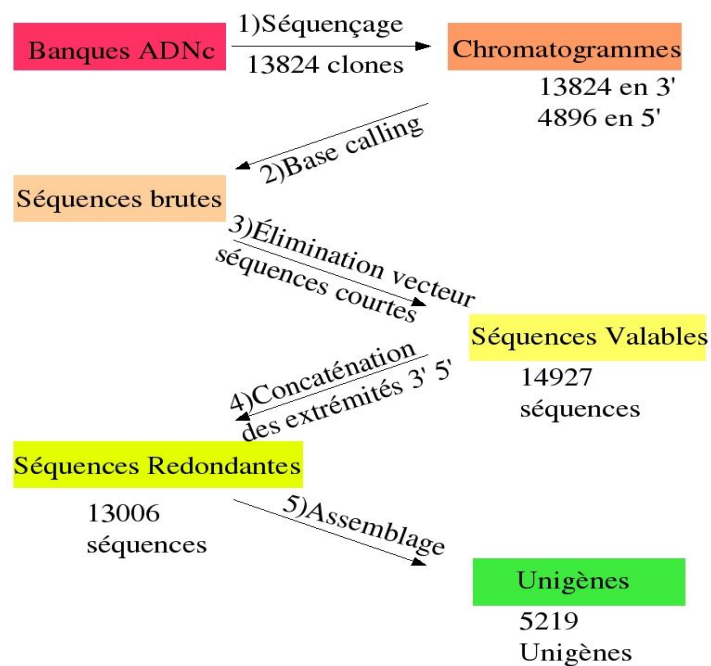 1)Séquençage
Banques ADNc
13824 clones
Chromatogrammes
13824 en 3'
4896 en 5'
2)Base calling
Séquences brutes
3)Élimination vecteur
séquences courtes
Séquences Valables
14927
séquences
4)Concaténation
des extrémités 3' 5'
Séquences Redondantes
13006
séquences
5)Assemblage
Unigènes
5219
Unigènes